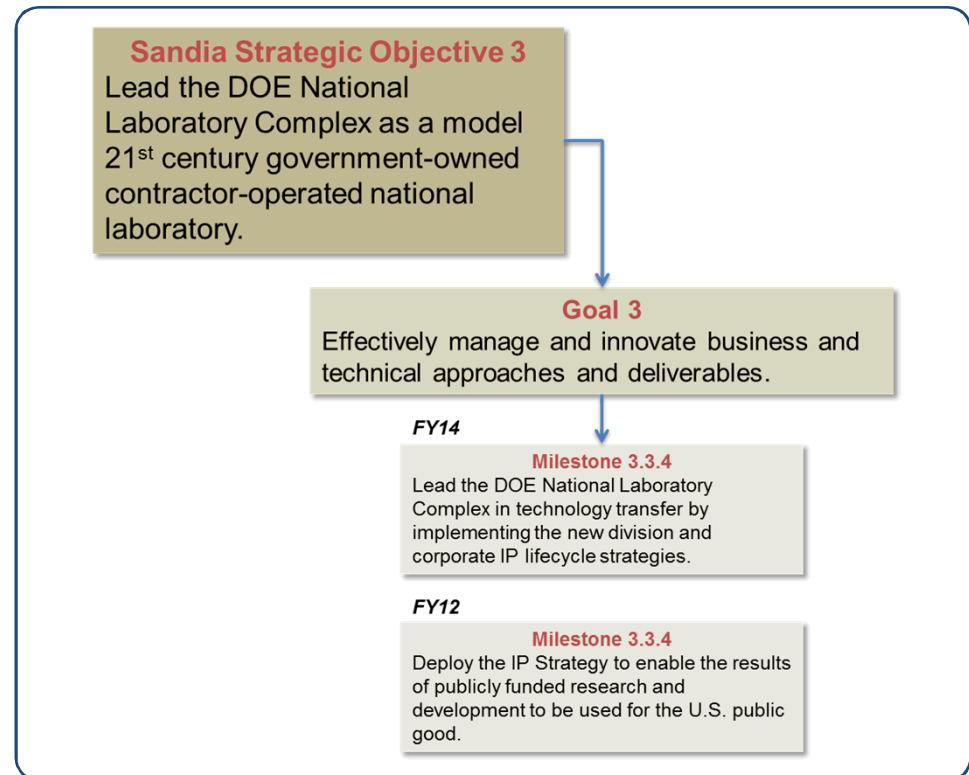 Sandia Strategic Objective 3
Lead the DOE National
Laboratory Complex as a model
21st century government-owned
contractor-operated national
laboratory.
Goal 3
Effectively manage and innovate business and
technical approaches and deliverables.
FY14
Milestone 3.3.4
Lead the DOE National Laboratory
Complex in technology transfer by
implementing the new division and
corporate IP lifecycle strategies.
FY12
Milestone 3.3.4
Deploy the IP Strategy to enable the results
of publicly funded research and
development to be used for the U.S. public
good.